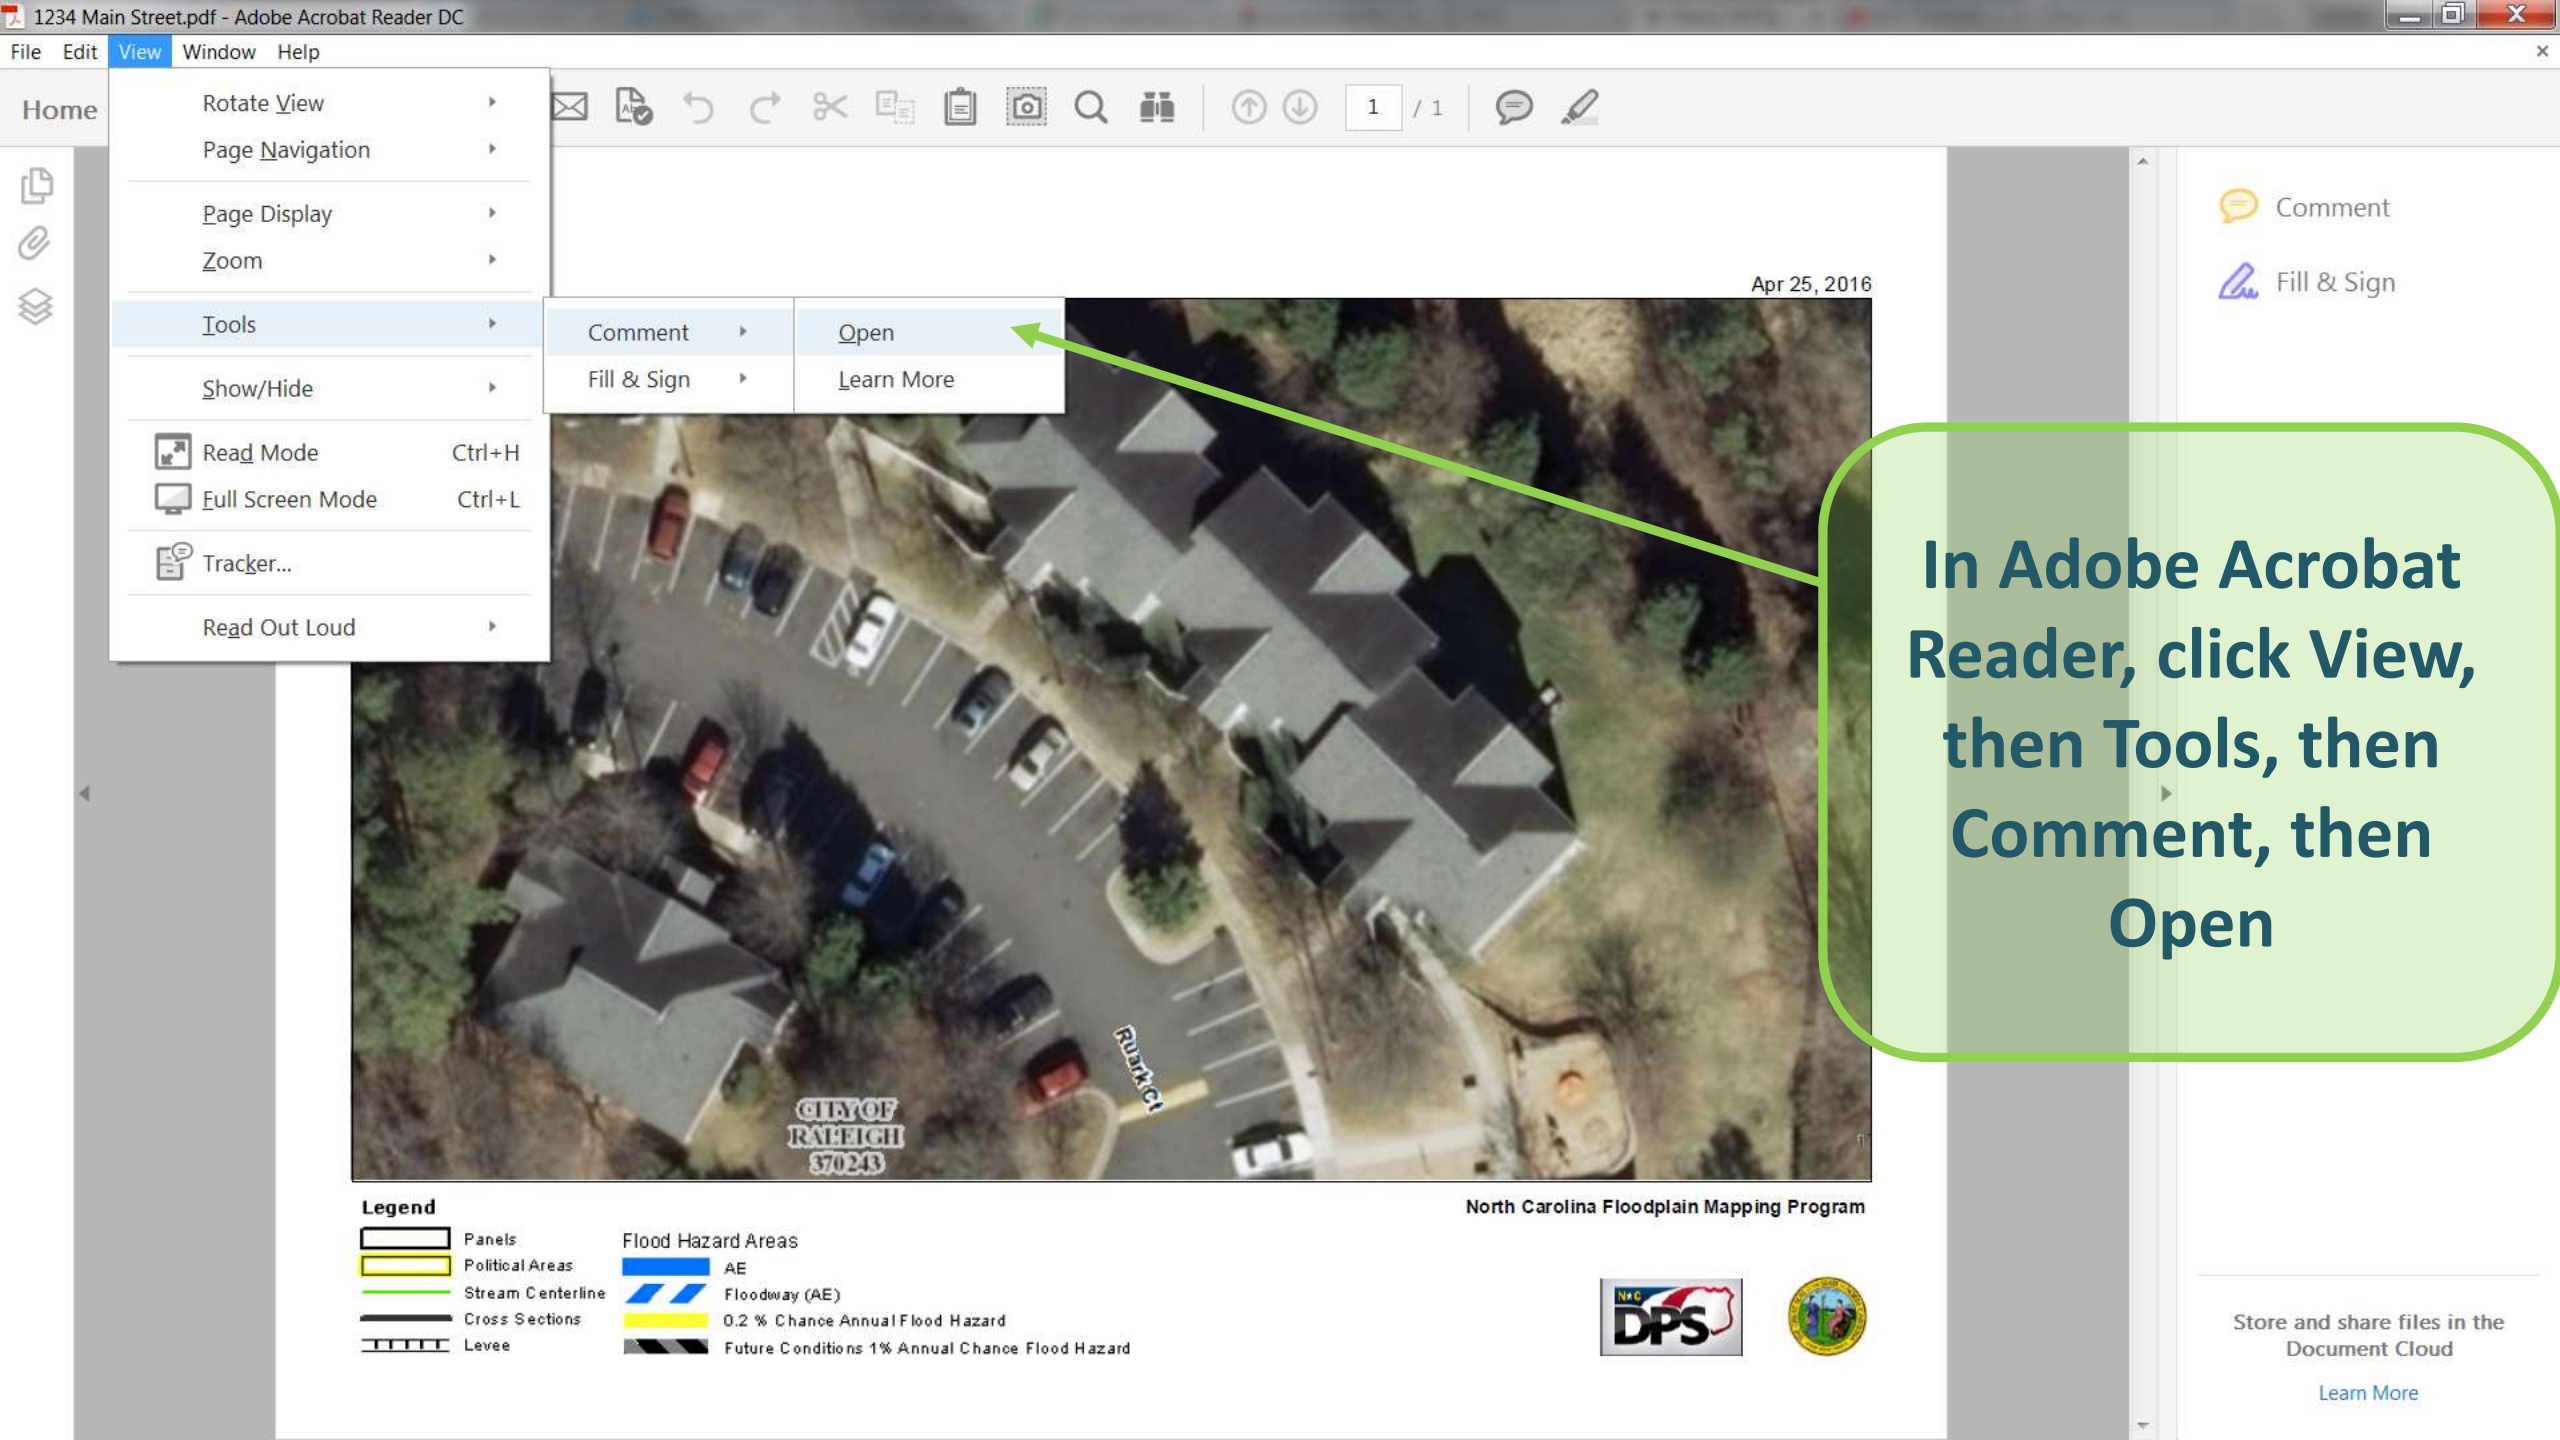 1234 Main Street.pdf - Adobe Acrobat Reader DC
File Edit View Window Help
Home
1 / 1
Rotate View
Page Navigation
Page Display
Zoom
Tools
Show/Hide
Read Mode Ctrl+H
Full Screen Mode Ctrl+L
Tracker...
Read Out Loud
Comment
Fill & Sign
Open
Learn More
Comment
Fill & Sign
Apr 25, 2016
In Adobe Acrobat
Reader, click View,
then Tools, then
Comment, then
Open
Ruark Ct
CITY OF
RALEIGH
370243
Legend
Panels
Political Areas
Stream Centerline
Cross Sections
Levee
Flood Hazard Areas
AE
Floodway (AE)
0.2 % Chance Annual Flood Hazard
Future Conditions 1% Annual Chance Flood Hazard
North Carolina Floodplain Mapping Program
N C
DPS
Store and share files in the
Document Cloud
Learn More